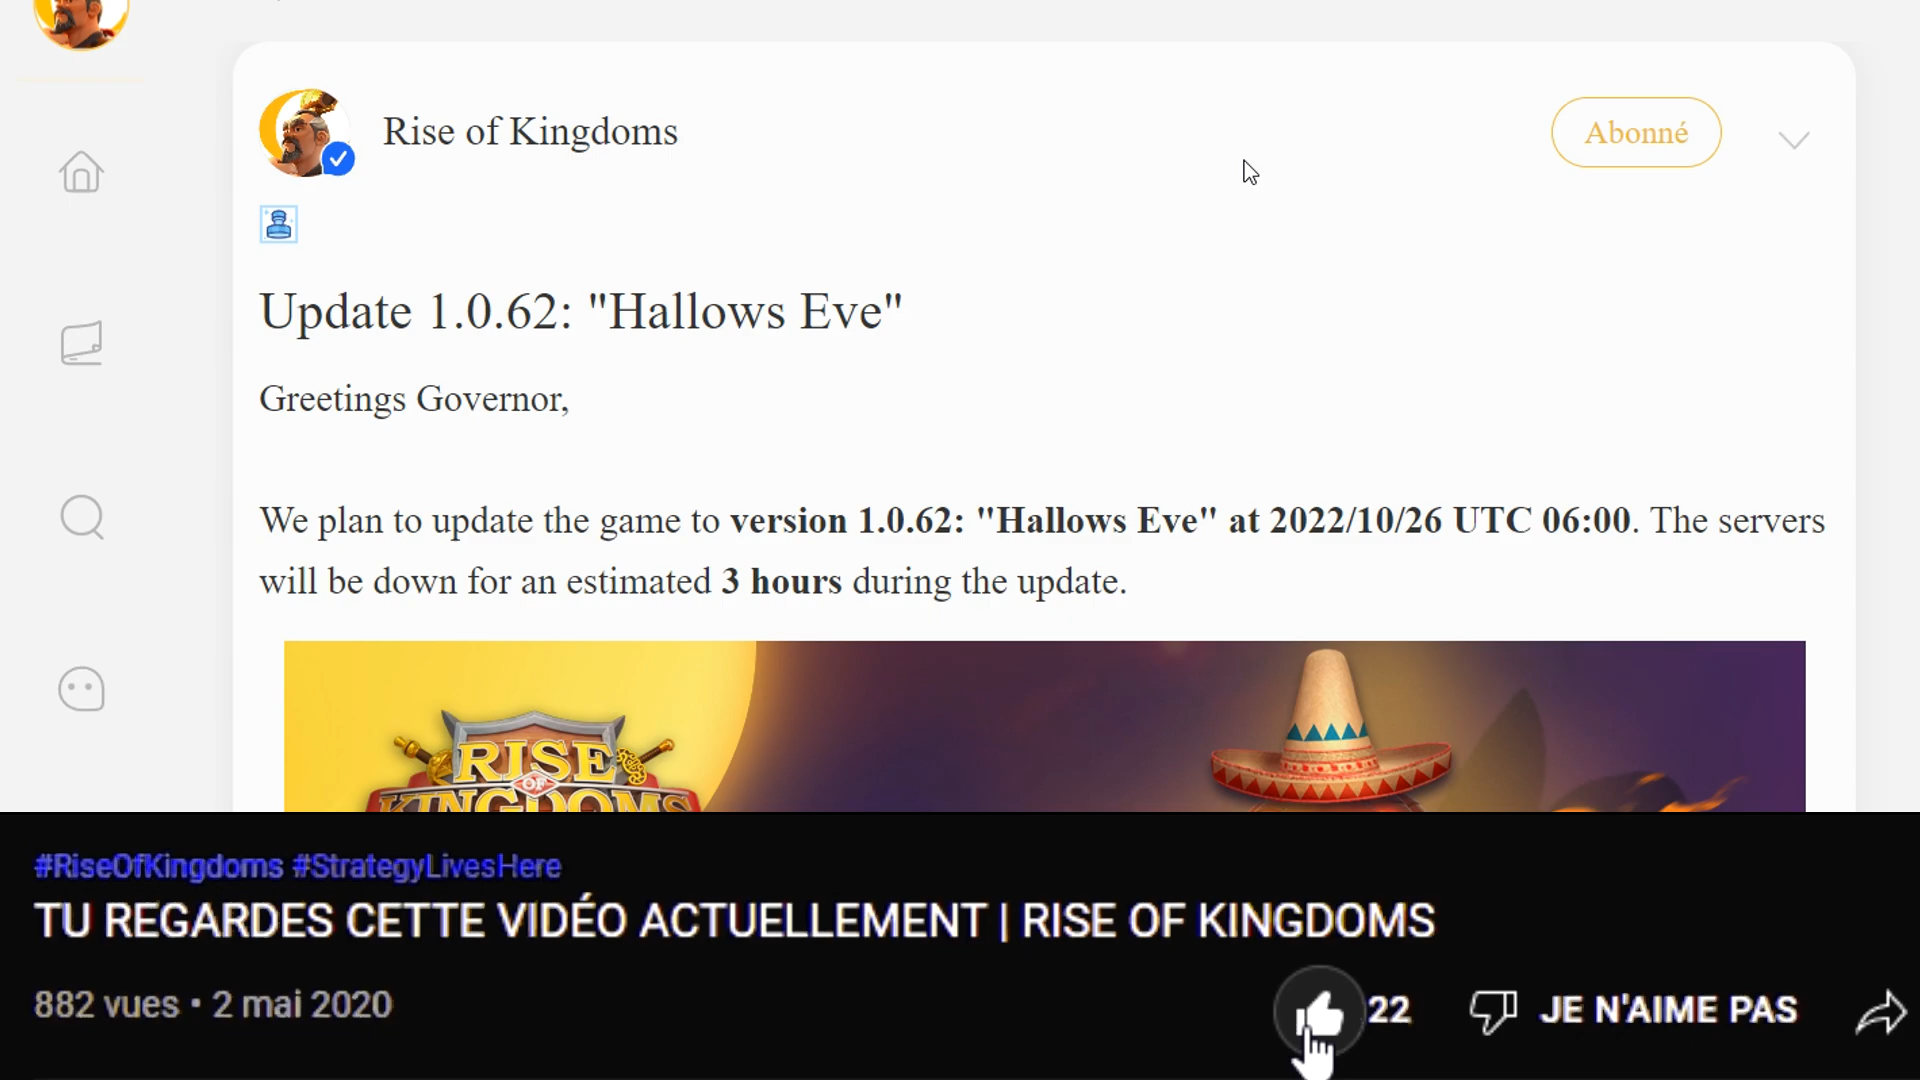 Rise of Kingdoms
Abonné
Update 1.0.62: "Hallows Eve"
Greetings Governor,
We plan to update the game to version 1.0.62: "Hallows Eve" at 2022/10/26 UTC 06:00. The servers
will be down for an estimated 3 hours during the update.
RISE
OF
KINGDOMS
#RiseOfKingdoms #StrategyLivesHere
TU REGARDES CETTE VIDÉO ACTUELLEMENT | RISE OF KINGDOMS
882 vues • 2 mai 2020
22
JE N'AIME PAS